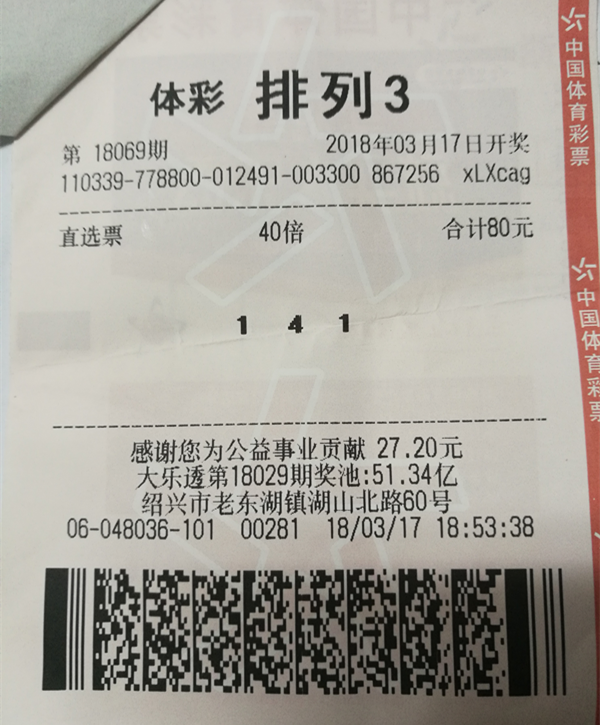 体彩 排列3
第 18069期 2018年03月17日开奖
110339-778800-012491-003300 867256 xLXcag
直选票 40倍 合计80元
1 4 1
感谢您为公益事业贡献 27.20元
大乐透第18029期奖池:51.34亿
绍兴市老东湖镇湖山北路60号
06-048036-101 00281 18/03/17 18:53:38
中国体育彩票
中国体育彩票